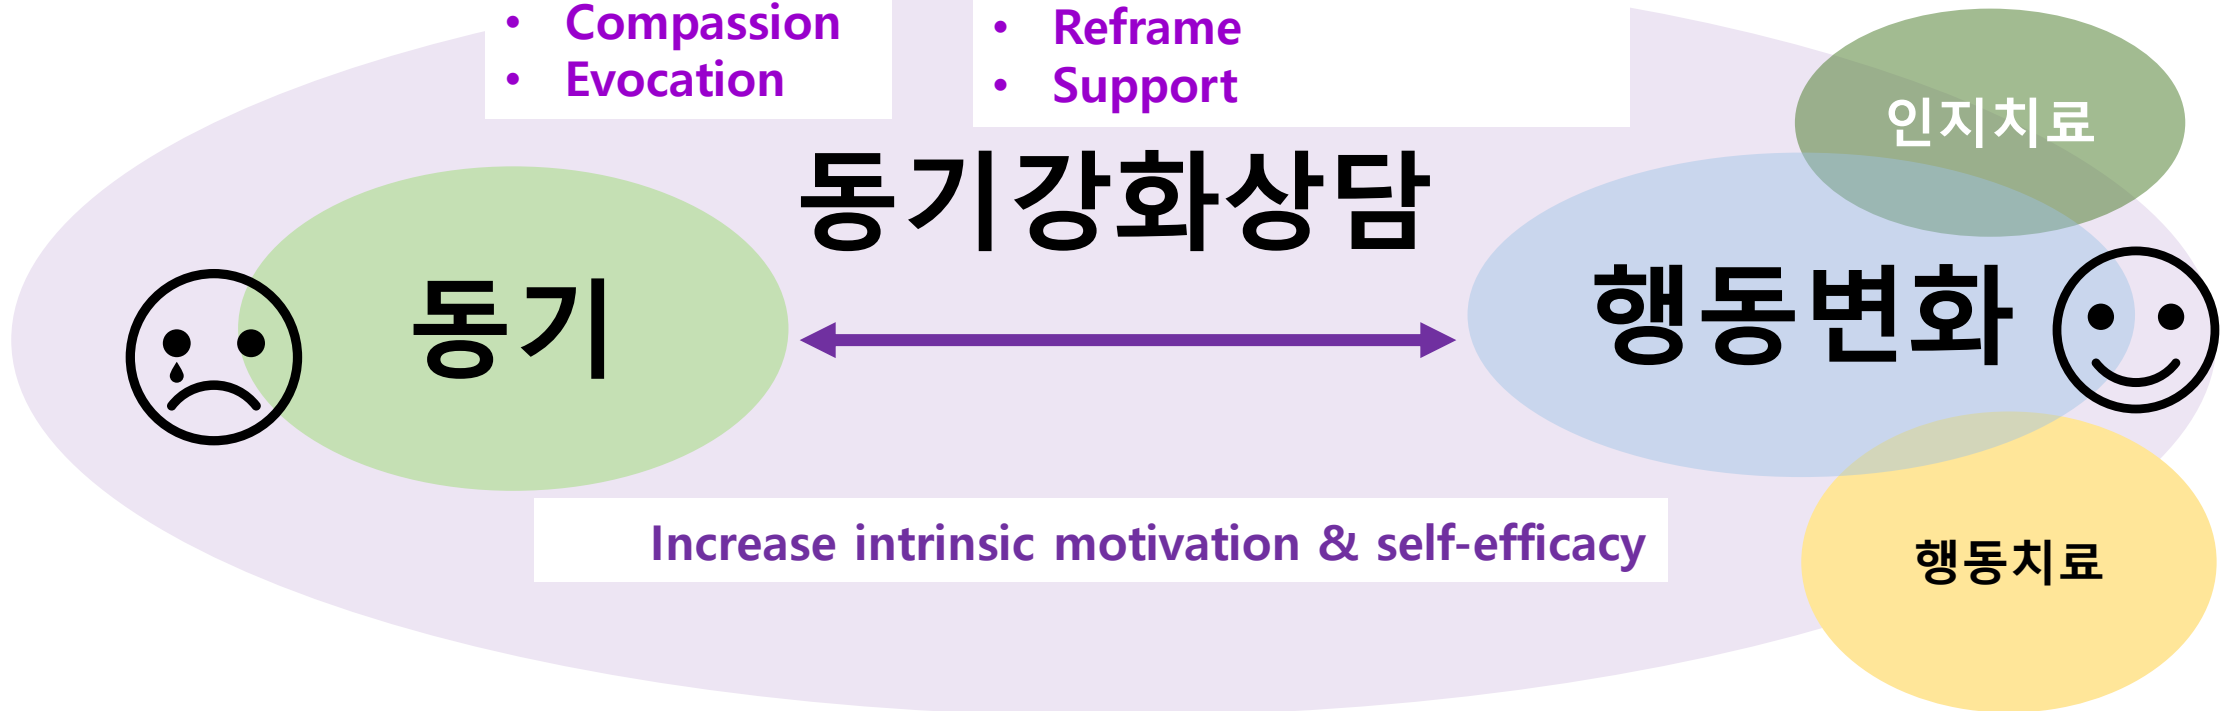 • Compassion
• Evocation
• Reframe
• Support
인지치료
동기강화상담
동기
행동변화
Increase intrinsic motivation & self-efficacy
행동치료